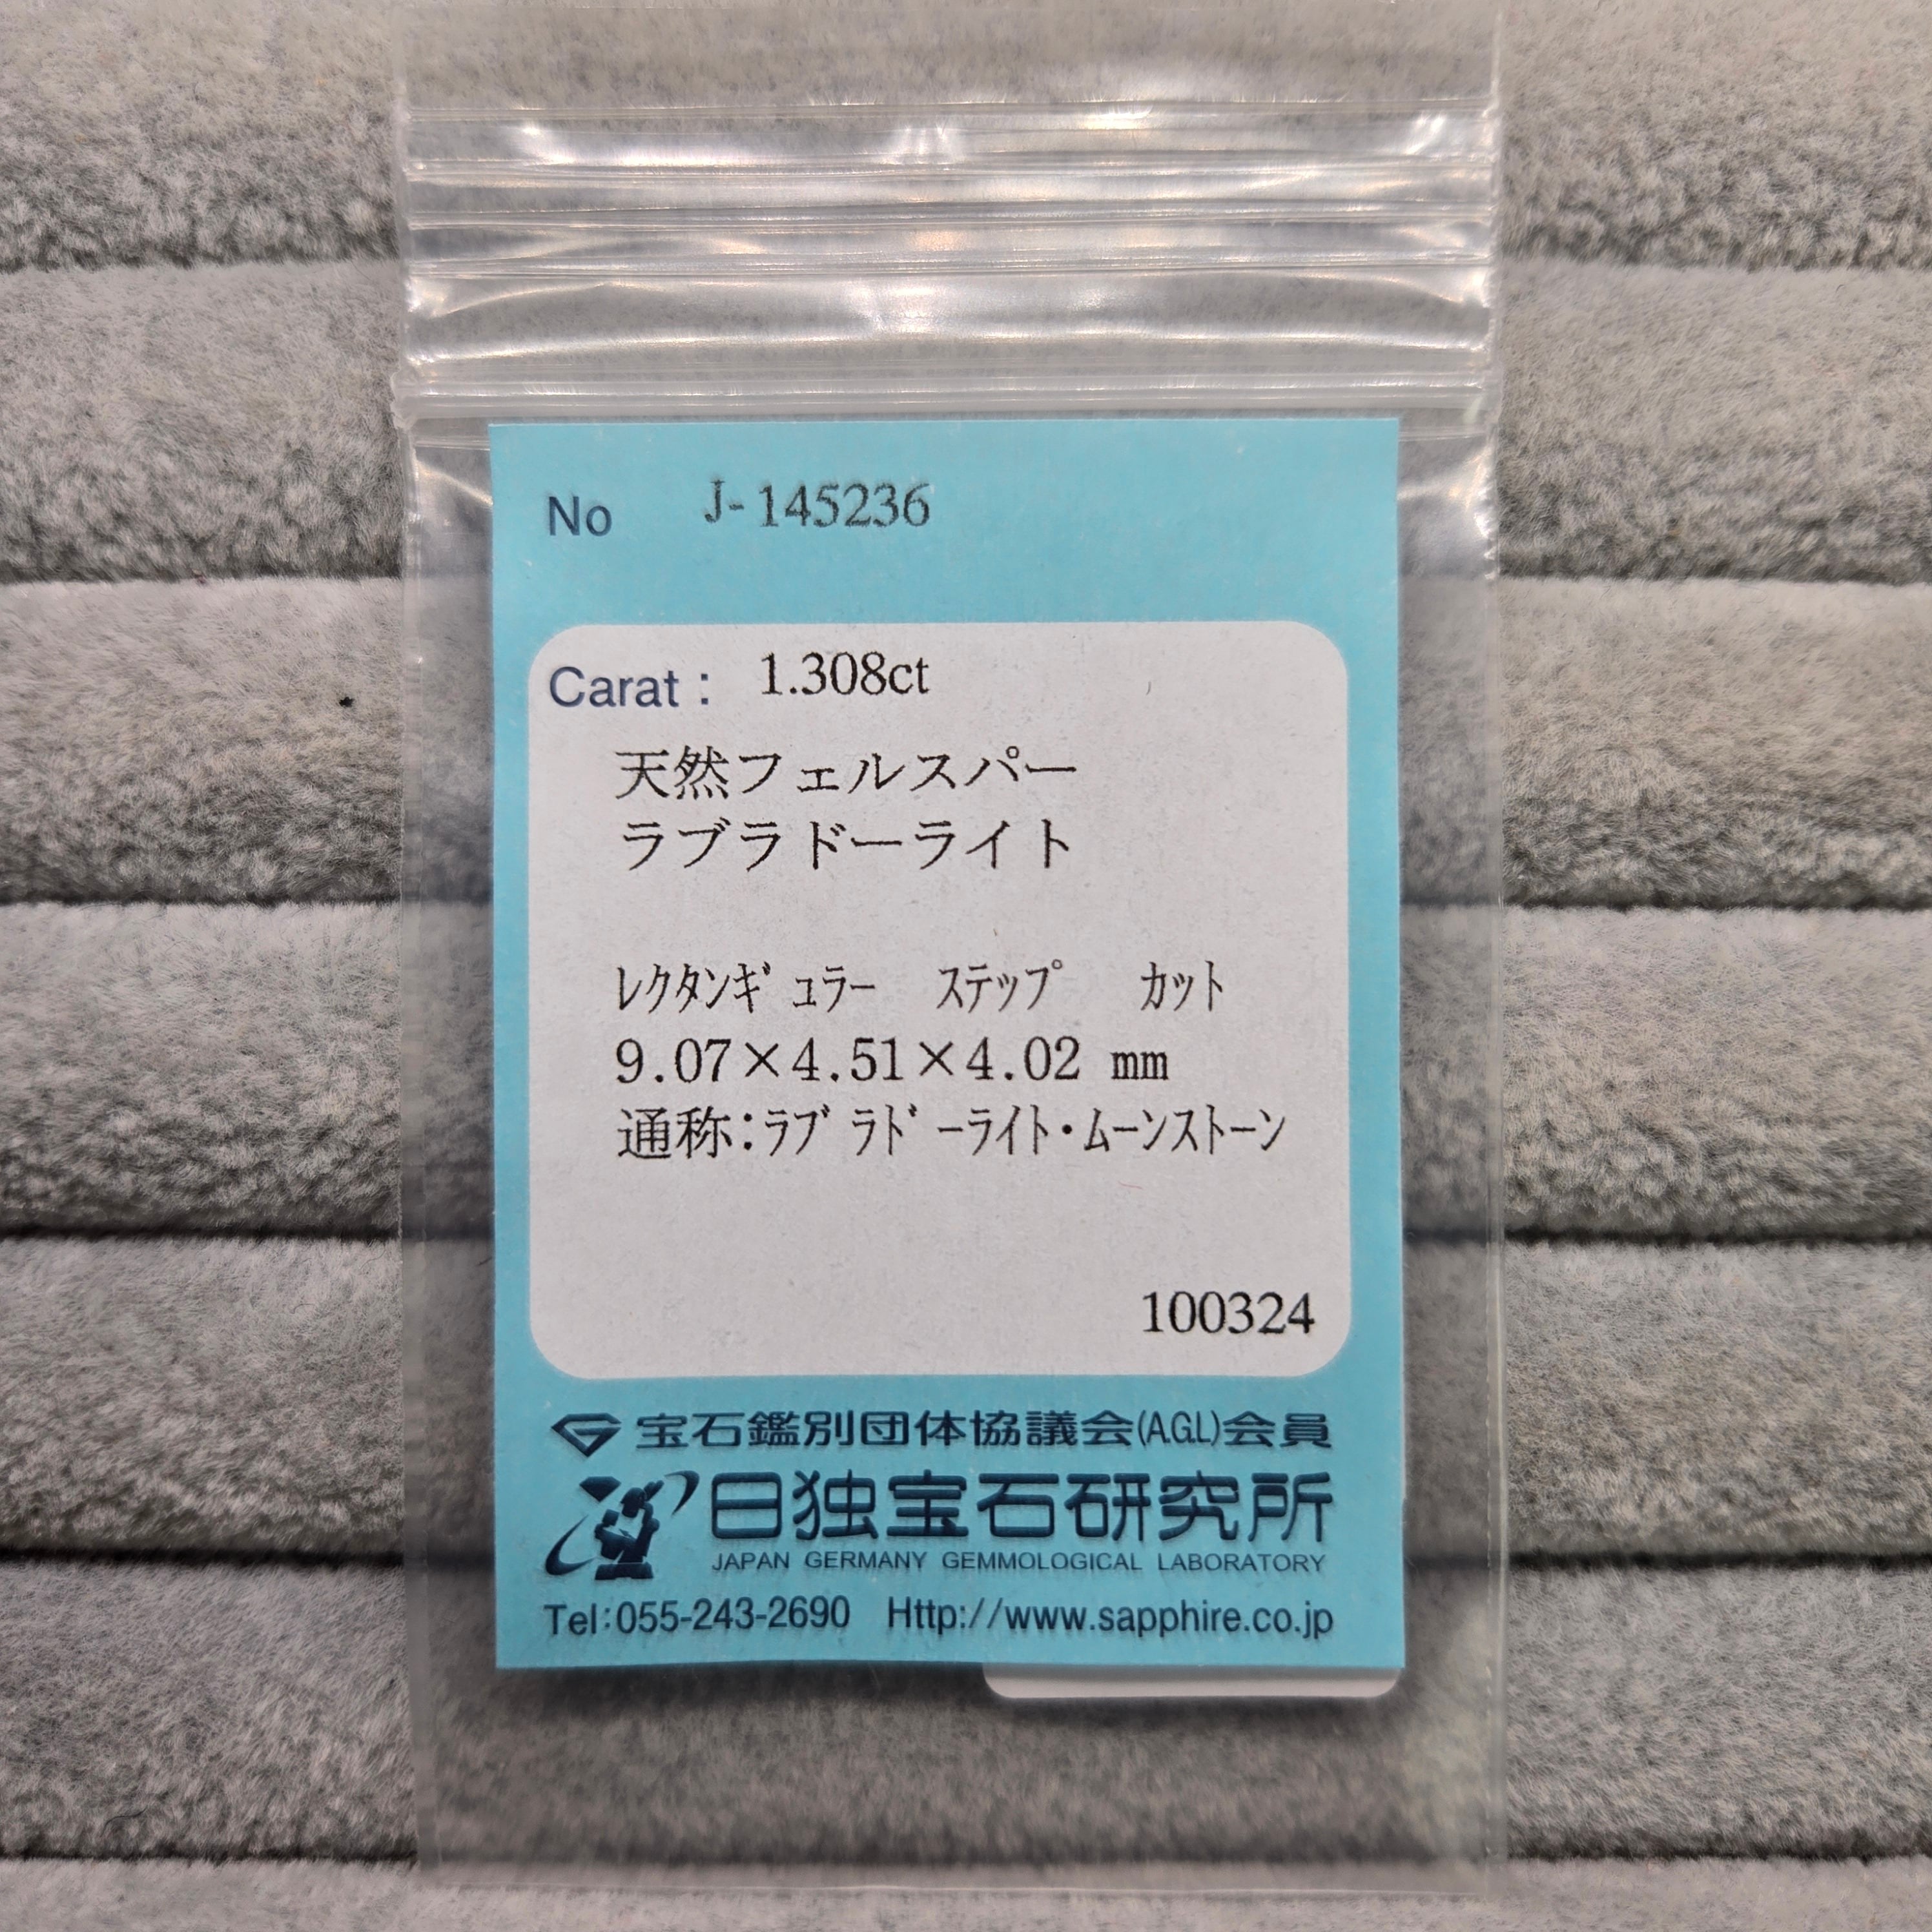 No J-145236
Carat : 1.308ct
天然フェルスパー
ラブラドーライト
ﾚｸﾀﾝｷﾞｭﾗｰ ｽﾃｯﾌﾟ ｶｯﾄ
9.07×4.51×4.02 mm
通称:ﾗﾌﾞﾗﾄﾞｰﾗｲﾄ・ﾑｰﾝｽﾄｰﾝ
100324
宝石鑑別団体協議会(A.G.L)会員
日独宝石研究所
JAPAN GERMANY GEMMOLOGICAL LABORATORY
Tel:055-243-2690 Http://www.sapphire.co.jp